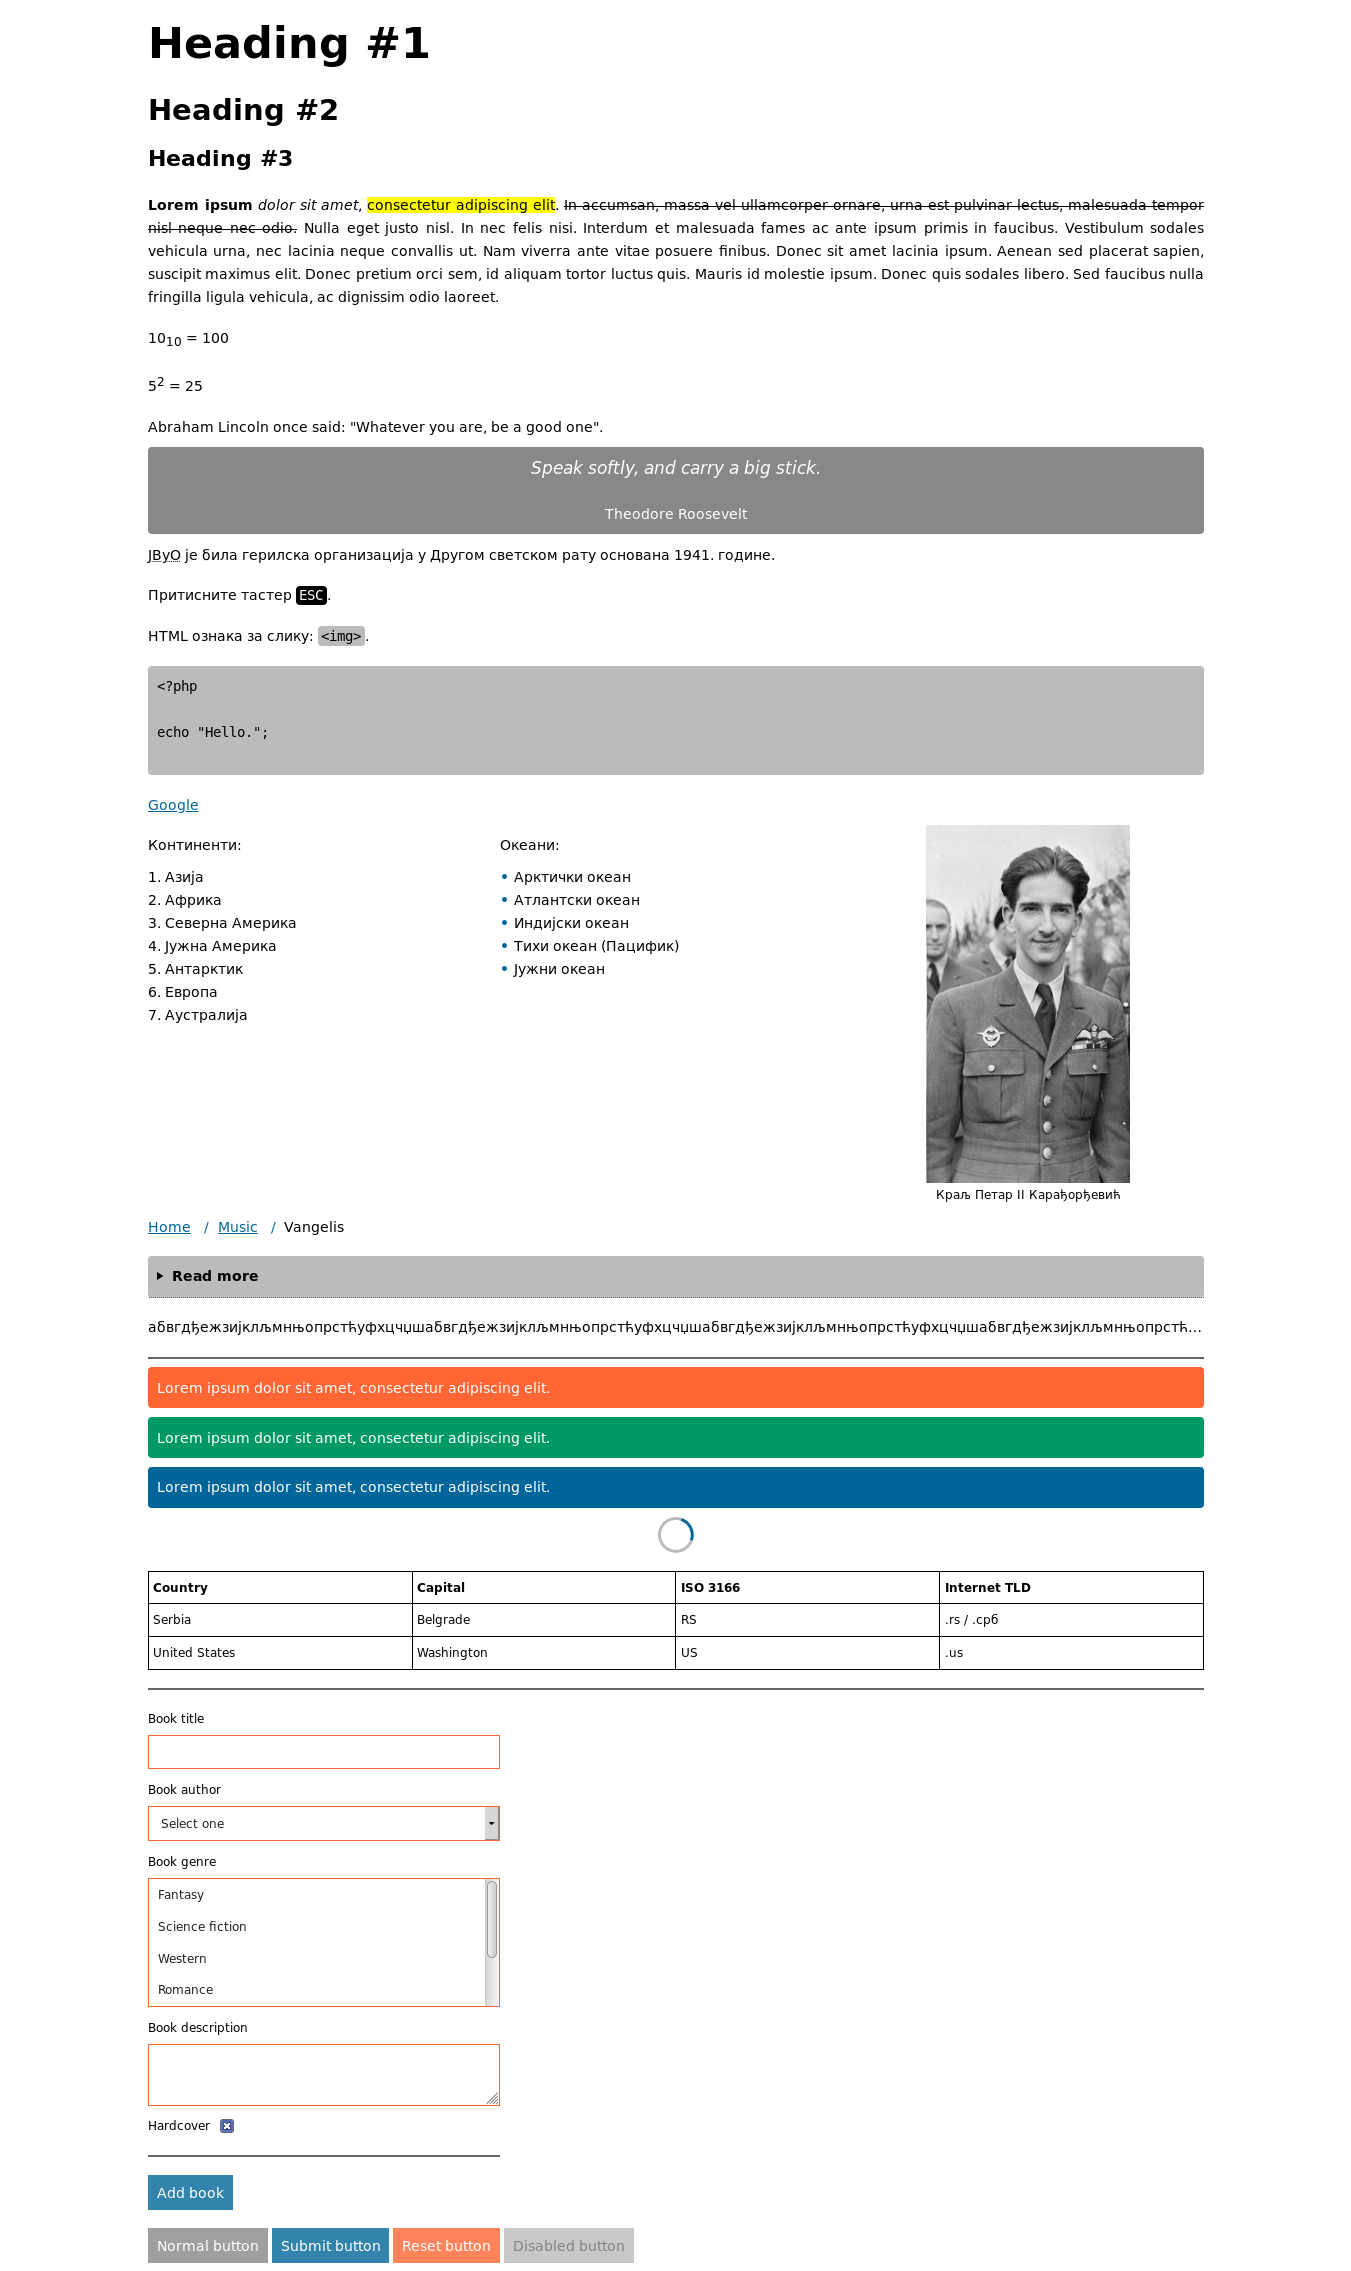 Heading #1
Heading #2
Heading #3
Lorem ipsum dolor sit amet, consectetur adipiscing elit. In accumsan, massa vel ullamcorper ornare, urna est pulvinar lectus, malesuada tempor
nisl neque nec odio. Nulla eget justo nisl. In nec felis nisi. Interdum et malesuada fames ac ante ipsum primis in faucibus. Vestibulum sodales
vehicula urna, nec lacinia neque convallis ut. Nam viverra ante vitae posuere finibus. Donec sit amet lacinia ipsum. Aenean sed placerat sapien,
suscipit maximus elit. Donec pretium orci sem, id aliquam tortor luctus quis. Mauris id molestie ipsum. Donec quis sodales libero. Sed faucibus nulla
fringilla ligula vehicula, ac dignissim odio laoreet.
10₁₀ = 100
5² = 25
Abraham Lincoln once said: "Whatever you are, be a good one".
Speak softly, and carry a big stick.
Theodore Roosevelt
ЈВуО је била герилска организација у Другом светском рату основана 1941. године.
Притисните тастер ESC.
HTML ознака за слику: <img>.
<?php
echo "Hello.";
Google
Континенти:
1. Азија
2. Африка
3. Северна Америка
4. Јужна Америка
5. Антарктик
6. Европа
7. Аустралија
Океани:
• Арктички океан
• Атлантски океан
• Индијски океан
• Тихи океан (Пацифик)
• Јужни океан
Краљ Петар II Карађорђевић
Home / Music / Vangelis
Read more
абвгдђежзијклљмнњопрстћуфхцчџшабвгдђежзијклљмнњопрстћуфхцчџшабвгдђежзијклљмнњопрстћуфхцчџшабвгдђежзијклљмнњопрстћ…
Lorem ipsum dolor sit amet, consectetur adipiscing elit.
Lorem ipsum dolor sit amet, consectetur adipiscing elit.
Lorem ipsum dolor sit amet, consectetur adipiscing elit.
Country Capital ISO 3166 Internet TLD
Serbia Belgrade RS .rs / .срб
United States Washington US .us
Book title
Book author
Select one
Book genre
Fantasy
Science fiction
Western
Romance
Book description
Hardcover
Add book
Normal button Submit button Reset button Disabled button